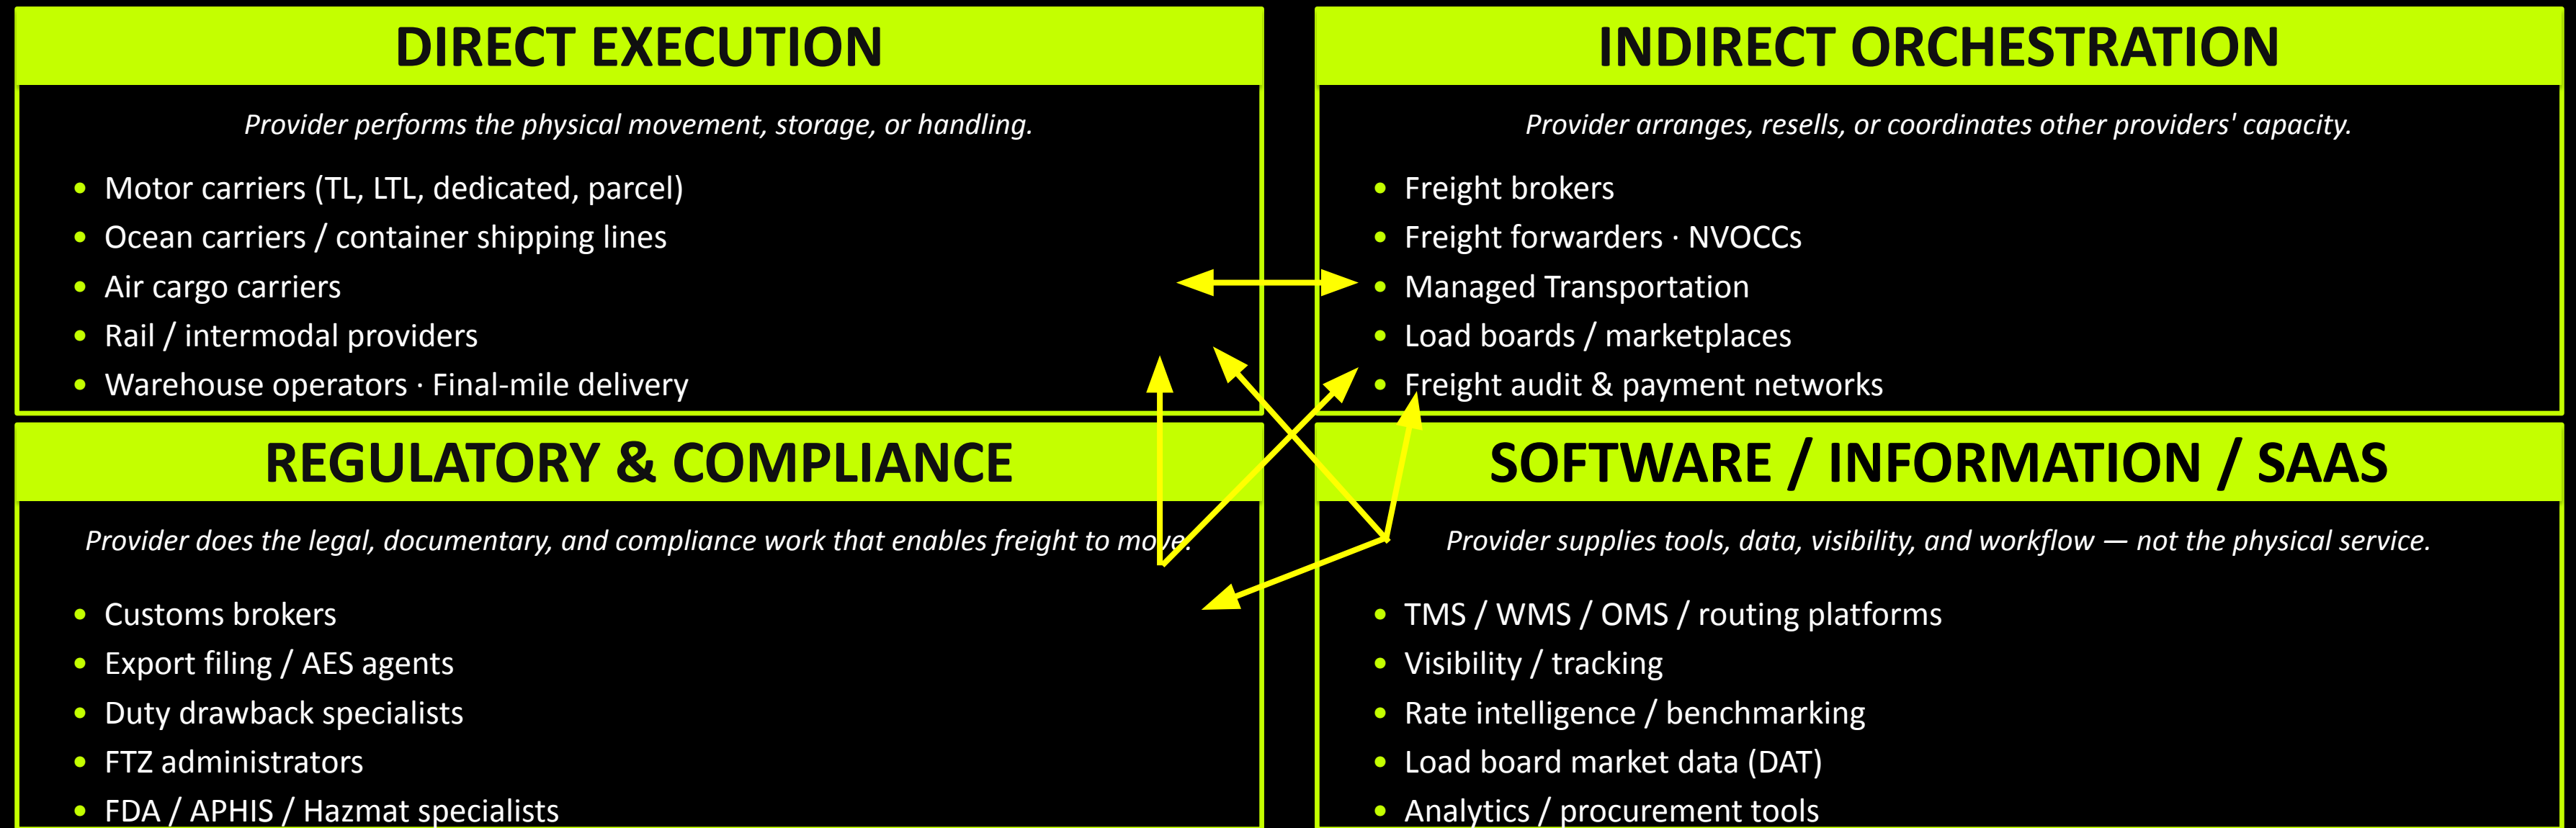 DIRECT EXECUTION
Provider performs the physical movement, storage, or handling.
• Motor carriers (TL, LTL, dedicated, parcel)
• Ocean carriers / container shipping lines
• Air cargo carriers
• Rail / intermodal providers
• Warehouse operators · Final-mile delivery
INDIRECT ORCHESTRATION
Provider arranges, resells, or coordinates other providers' capacity.
• Freight brokers
• Freight forwarders · NVOCCs
• Managed Transportation
• Load boards / marketplaces
• Freight audit & payment networks
REGULATORY & COMPLIANCE
Provider does the legal, documentary, and compliance work that enables freight to move.
• Customs brokers
• Export filing / AES agents
• Duty drawback specialists
• FTZ administrators
• FDA / APHIS / Hazmat specialists
SOFTWARE / INFORMATION / SAAS
Provider supplies tools, data, visibility, and workflow — not the physical service.
• TMS / WMS / OMS / routing platforms
• Visibility / tracking
• Rate intelligence / benchmarking
• Load board market data (DAT)
• Analytics / procurement tools